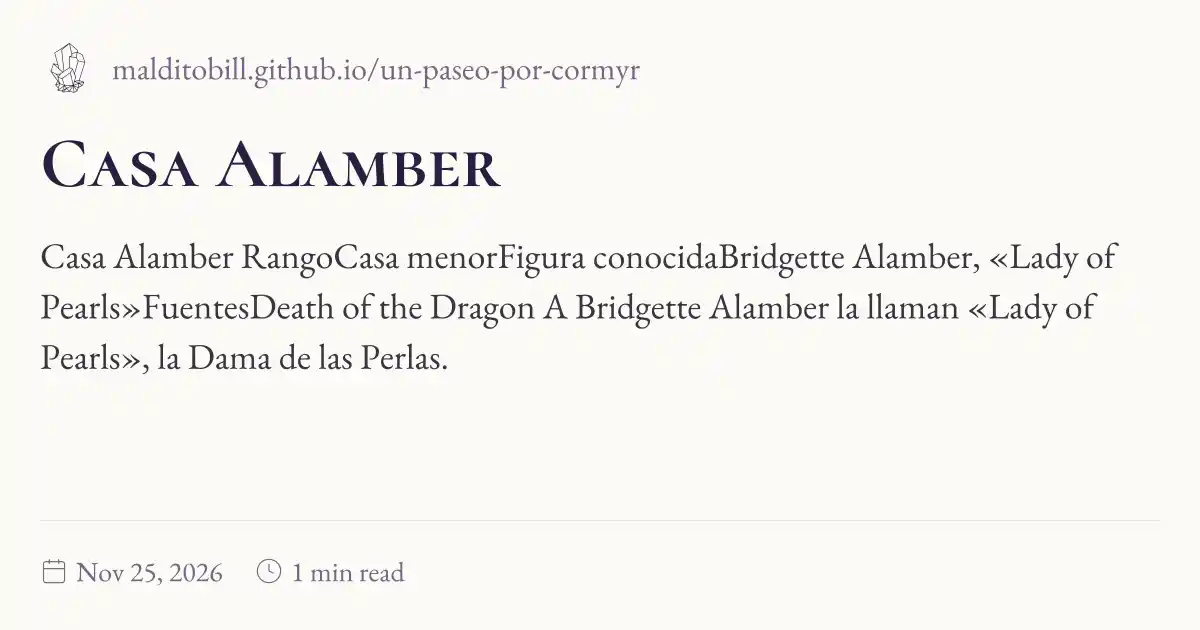 malditobill.github.io/un-paseo-por-cormyr
Casa Alamber
Casa Alamber RangoCasa menorFigura conocidaBridgette Alamber, «Lady of
Pearls»FuentesDeath of the Dragon A Bridgette Alamber la llaman «Lady of
Pearls», la Dama de las Perlas.
Nov 25, 2026
1 min read